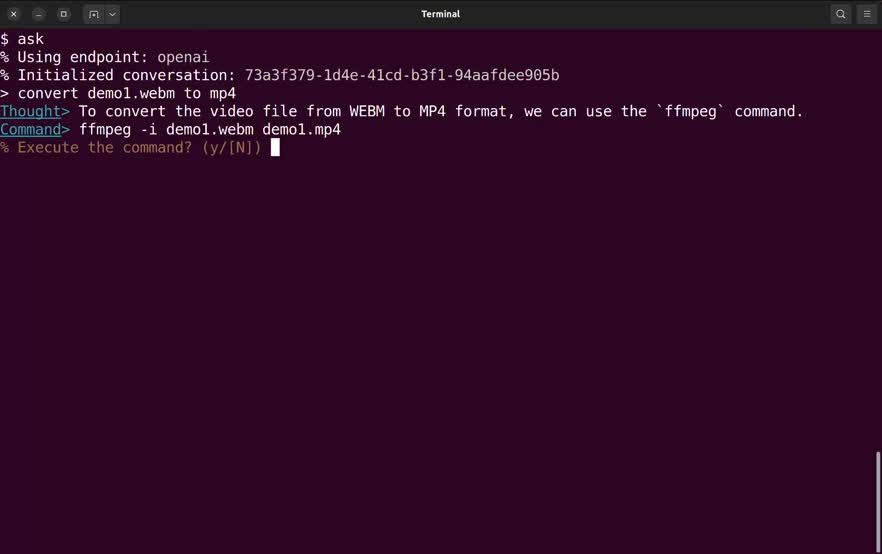 Terminal
$ ask
% Using endpoint: openai
% Initialized conversation: 73a3f379-1d4e-41cd-b3f1-94aafdee905b
> convert demo1.webm to mp4
Thought> To convert the video file from WEBM to MP4 format, we can use the `ffmpeg` command.
Command> ffmpeg -i demo1.webm demo1.mp4
% Execute the command? (y/[N])